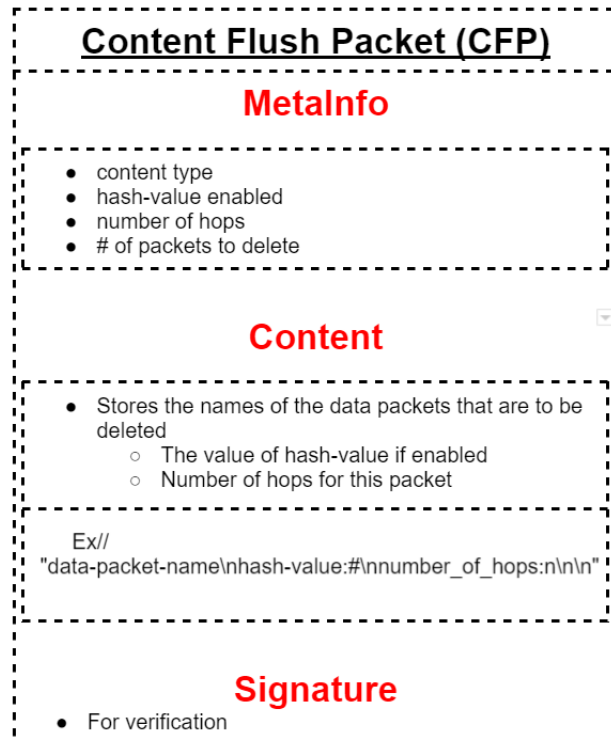 Content Flush Packet (CFP)
MetaInfo
● content type
● hash-value enabled
● number of hops
● # of packets to delete
Content
● Stores the names of the data packets that are to be
deleted
○ The value of hash-value if enabled
○ Number of hops for this packet
Ex//
"data-packet-name\nhash-value:#\nnumber_of_hops:n\n\n"
Signature
● For verification